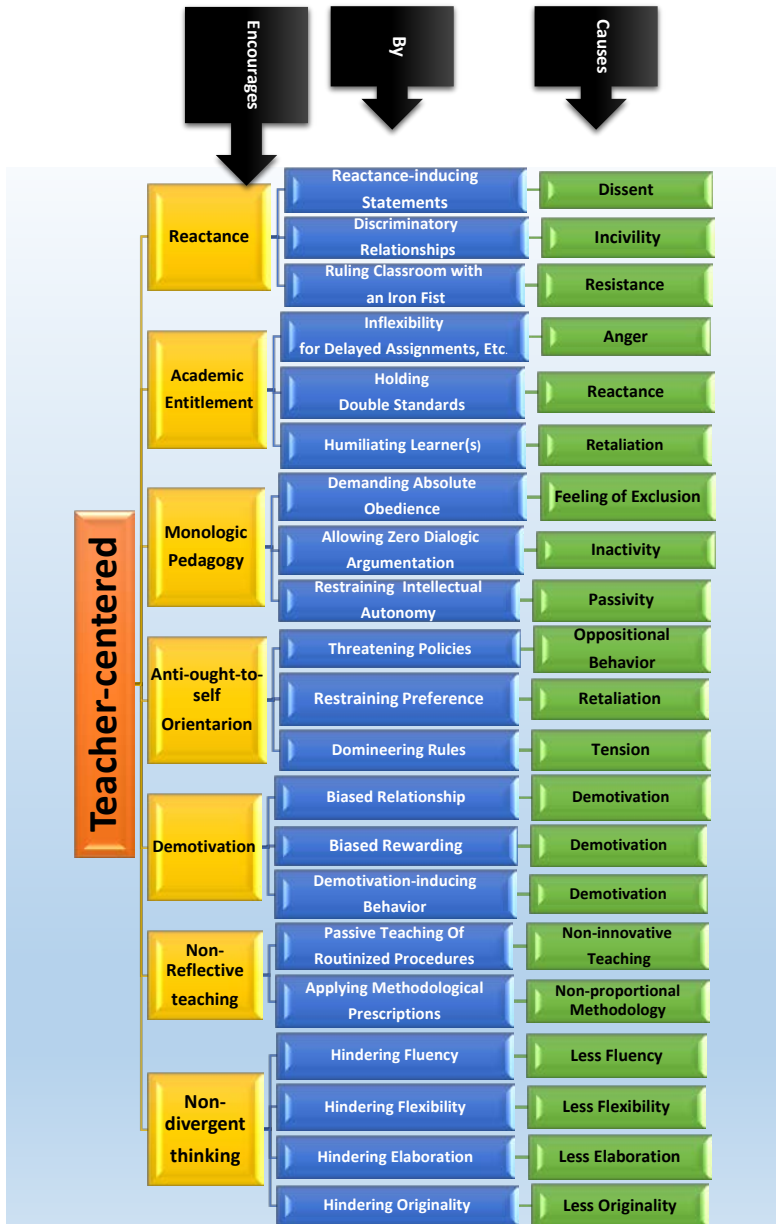 Encourages
By
Causes
Teacher-centered
Reactance
Reactance-inducing
Statements
Dissent
Discriminatory
Relationships
Incivility
Ruling Classroom with
an Iron Fist
Resistance
Academic
Entitlement
Inflexibility
for Delayed Assignments, Etc.
Anger
Holding
Double Standards
Reactance
Humiliating Learner(s)
Retaliation
Monologic
Pedagogy
Demanding Absolute
Obedience
Feeling of Exclusion
Allowing Zero Dialogic
Argumentation
Inactivity
Restraining Intellectual
Autonomy
Passivity
Anti-ought-to-
self
Orientarion
Threatening Policies
Oppositional
Behavior
Restraining Preference
Retaliation
Domineering Rules
Tension
Demotivation
Biased Relationship
Demotivation
Biased Rewarding
Demotivation
Demotivation-inducing
Behavior
Demotivation
Non-
Reflective
teaching
Passive Teaching Of
Routinized Procedures
Non-innovative
Teaching
Applying Methodological
Prescriptions
Non-proportional
Methodology
Non-
divergent
thinking
Hindering Fluency
Less Fluency
Hindering Flexibility
Less Flexibility
Hindering Elaboration
Less Elaboration
Hindering Originality
Less Originality